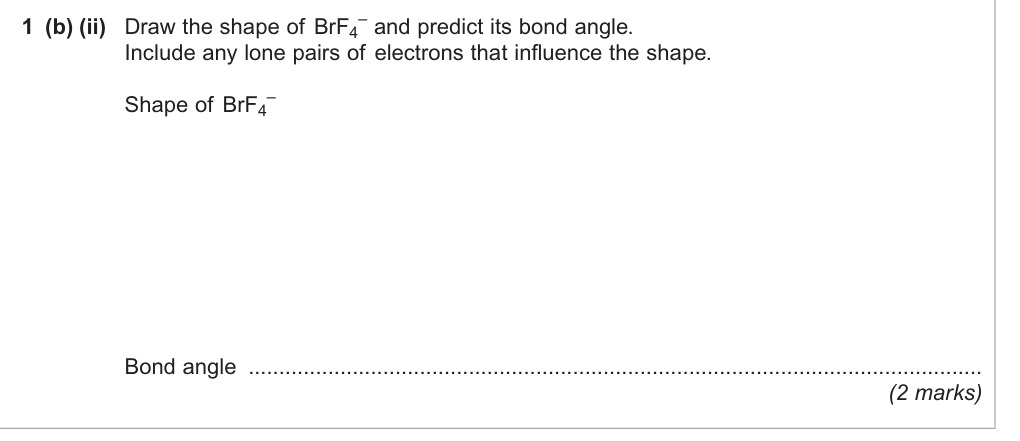 1 (b) (ii) Draw the shape of BrF₄⁻ and predict its bond angle.
Include any lone pairs of electrons that influence the shape.
Shape of BrF₄⁻
Bond angle ..........................................................................................................................
(2 marks)